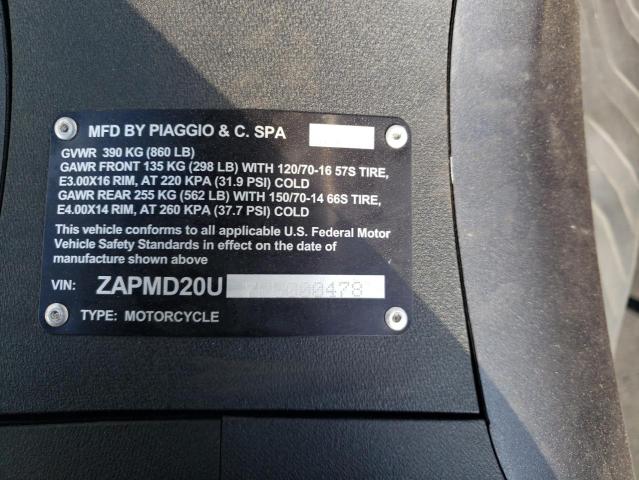 MFD BY PIAGGIO & C. SPA
GVWR 390 KG (860 LB)
GAWR FRONT 135 KG (298 LB) WITH 120/70-16 57S TIRE,
E3.00X16 RIM, AT 220 KPA (31.9 PSI) COLD
GAWR REAR 255 KG (562 LB) WITH 150/70-14 66S TIRE,
E4.00X14 RIM, AT 260 KPA (37.7 PSI) COLD
This vehicle conforms to all applicable U.S. Federal Motor
Vehicle Safety Standards in effect on the date of
manufacture shown above
VIN: ZAPMD20U
TYPE: MOTORCYCLE